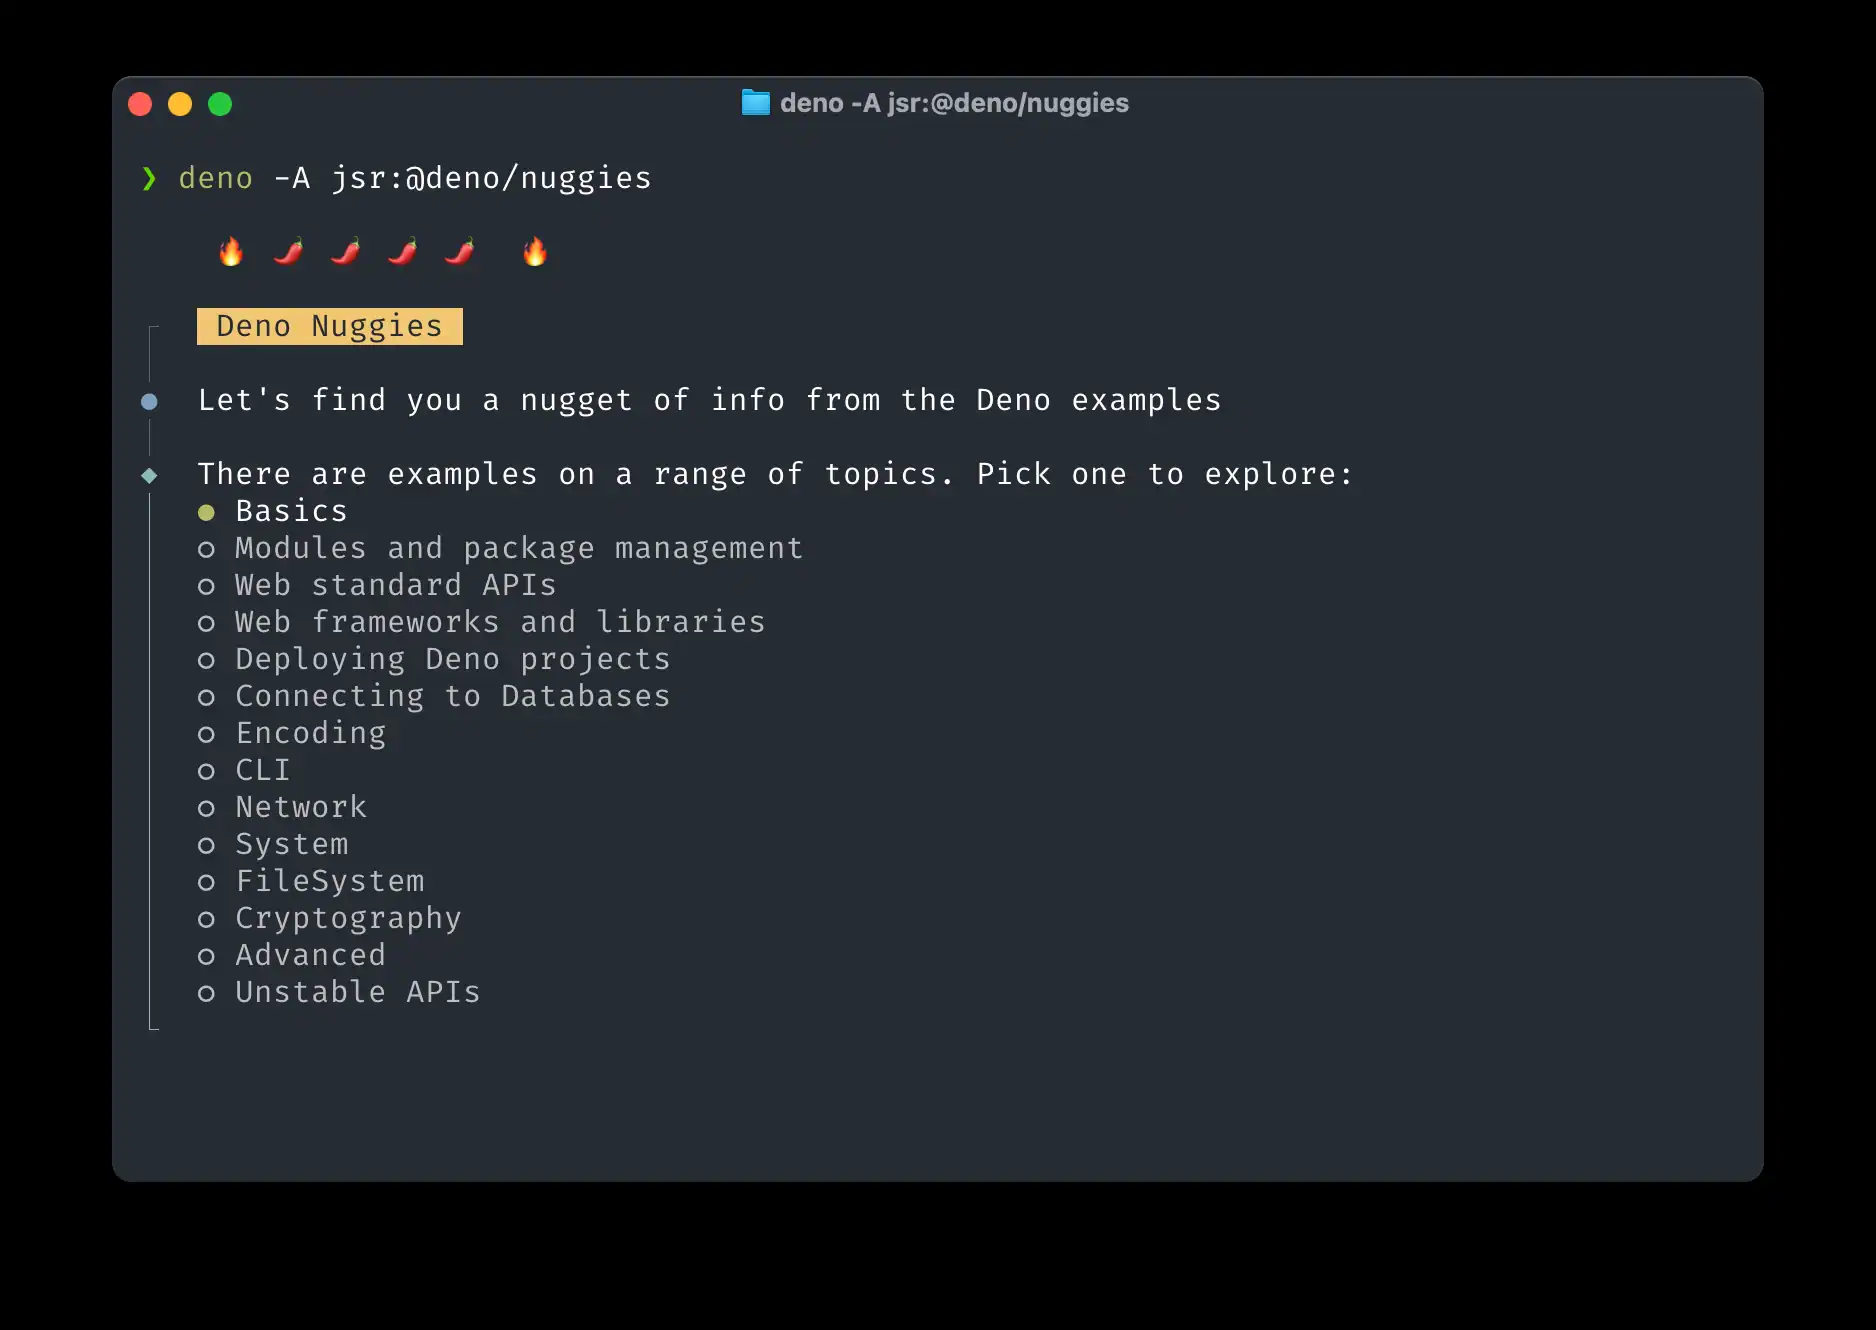 deno -A jsr:@deno/nuggies
❯ deno -A jsr:@deno/nuggies
🔥 🌶️ 🌶️ 🌶️ 🌶️ 🔥
Deno Nuggies
Let's find you a nugget of info from the Deno examples
There are examples on a range of topics. Pick one to explore:
● Basics
○ Modules and package management
○ Web standard APIs
○ Web frameworks and libraries
○ Deploying Deno projects
○ Connecting to Databases
○ Encoding
○ CLI
○ Network
○ System
○ FileSystem
○ Cryptography
○ Advanced
○ Unstable APIs